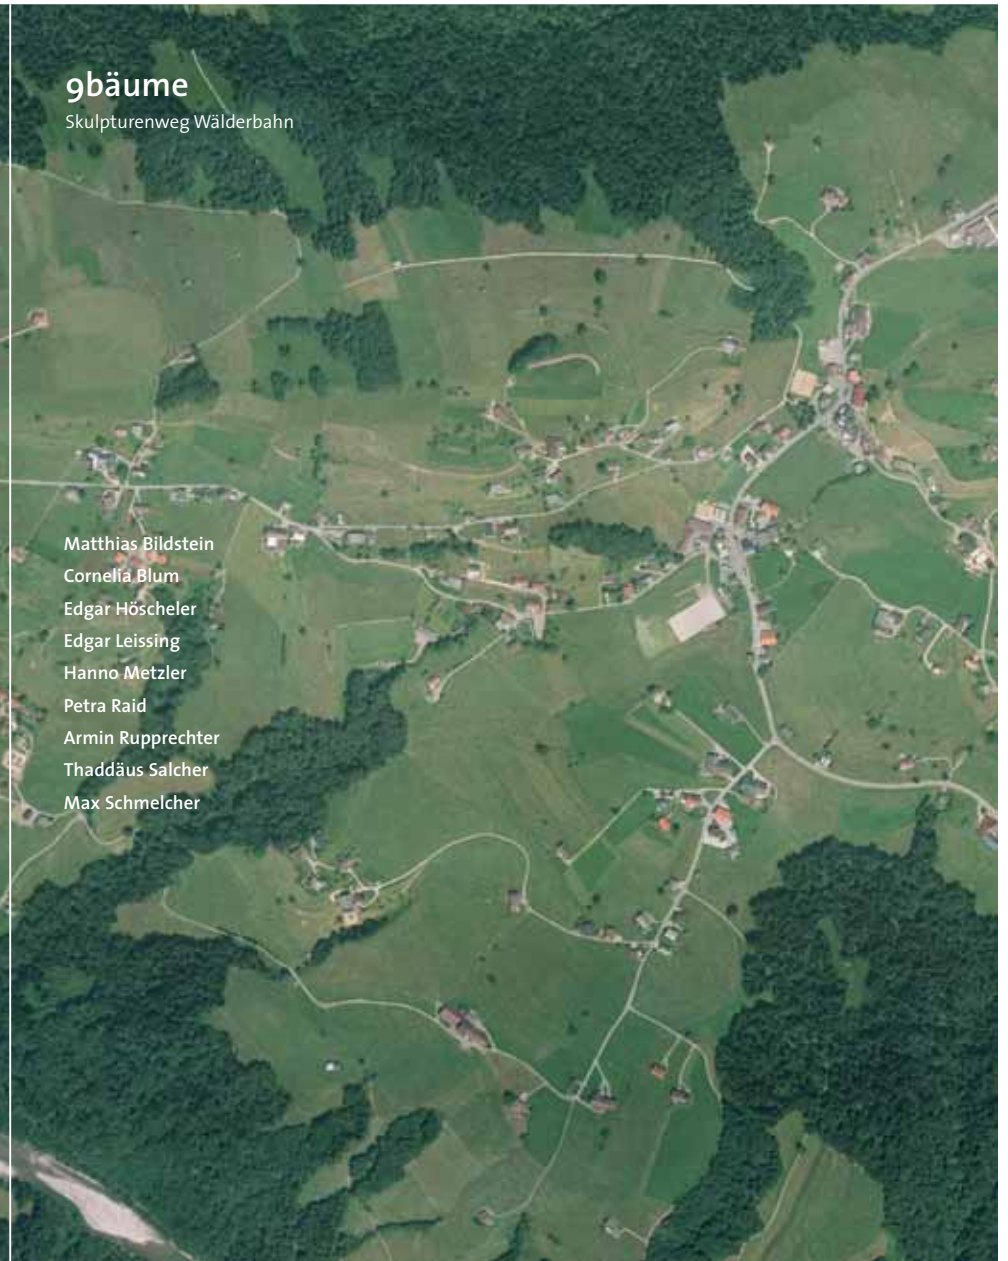 9bäume
Skulpturenweg Wälderbahn
Matthias Bildstein
Cornelia Blum
Edgar Höscheler
Edgar Leissing
Hanno Metzler
Petra Raid
Armin Rupprechter
Thaddäus Salcher
Max Schmelcher